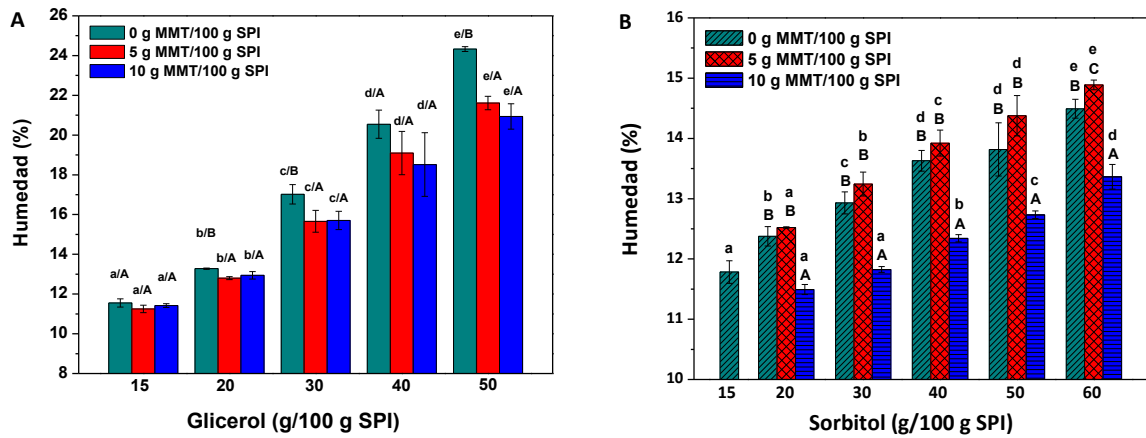 A
0 g MMT/100 g SPI
5 g MMT/100 g SPI
10 g MMT/100 g SPI
Humedad (%)
26
24
22
20
18
16
14
12
10
8
a/A
a/A
a/A
b/B
b/A
b/A
c/B
c/A
c/A
d/A
d/A
d/A
e/B
e/A
e/A
15 20 30 40 50
Glicerol (g/100 g SPI)
B
0 g MMT/100 g SPI
5 g MMT/100 g SPI
10 g MMT/100 g SPI
Humedad (%)
16
15
14
13
12
11
10
a
b
B
a
B
a
A
c
B
b
B
a
A
d
B
c
B
b
A
d
B
d
B
c
A
e
B
e
C
d
A
15 20 30 40 50 60
Sorbitol (g/100 g SPI)